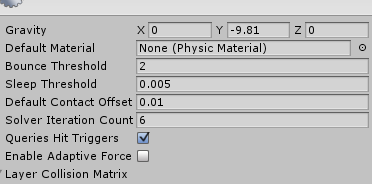 Gravity X 0 Y -9.81 Z 0
Default Material None (Physic Material)
Bounce Threshold 2
Sleep Threshold 0.005
Default Contact Offset 0.01
Solver Iteration Count 6
Queries Hit Triggers
Enable Adaptive Force
Layer Collision Matrix